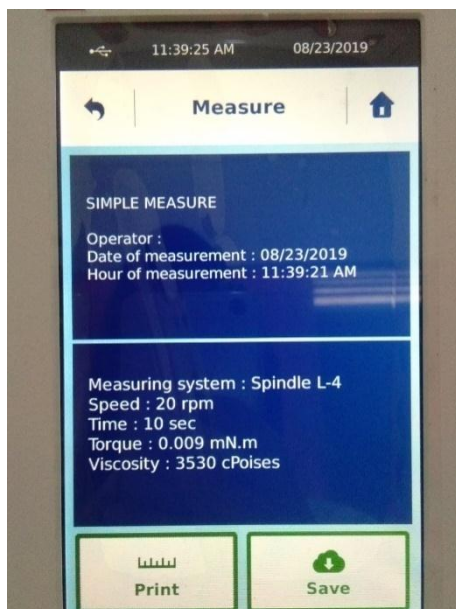 11:39:25 AM 08/23/2019
Measure
SIMPLE MEASURE
Operator :
Date of measurement : 08/23/2019
Hour of measurement : 11:39:21 AM
Measuring system : Spindle L-4
Speed : 20 rpm
Time : 10 sec
Torque : 0.009 mN.m
Viscosity : 3530 cPoises
Print Save